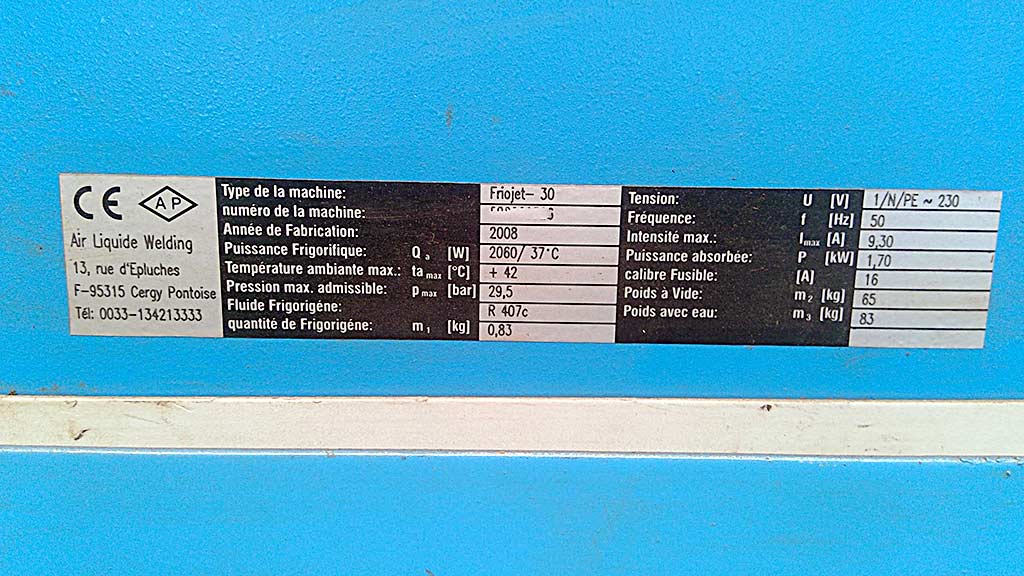 CE AP
Air Liquide Welding
13, rue d'Epluches
F-95315 Cergy Pontoise
Tél: 0033-134213333
Type de la machine: Friojet- 30
numéro de la machine:
Année de Fabrication: 2008
Puissance Frigorifique: Q a [W] 2060/ 37°C
Température ambiante max.: ta max [°C] + 42
Pression max. admissible: p max [bar] 29,5
Fluide Frigorigéne: R 407c
quantité de Frigorigéne: m 1 [kg] 0,83
Tension: U [V] 1/N/PE ~ 230
Fréquence: f [Hz] 50
Intensité max.: I max [A] 9,30
Puissance absorbée: P [kW] 1,70
calibre Fusible: [A] 16
Poids à Vide: m 2 [kg] 65
Poids avec eau: m 3 [kg] 83